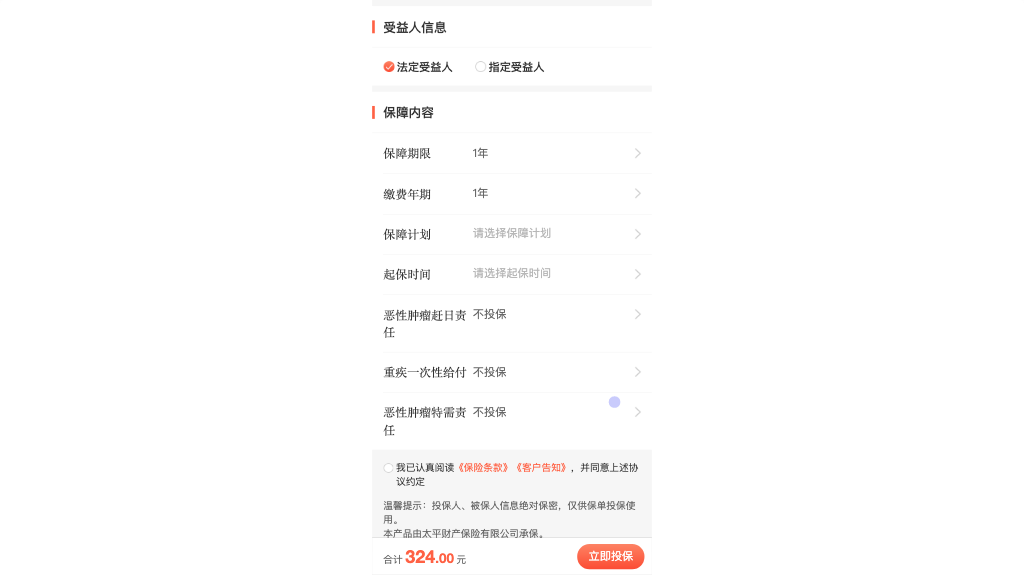 受益人信息
法定受益人 指定受益人
保障内容
保障期限 1年
缴费年期 1年
保障计划 请选择保障计划
起保时间 请选择起保时间
恶性肿瘤赶日责 不投保
任
重疾一次性给付 不投保
恶性肿瘤特需责 不投保
任
我已认真阅读《保险条款》《客户告知》，并同意上述协
议约定
温馨提示：投保人、被保人信息绝对保密，仅供保单投保使
用。
本产品由太平财产保险有限公司承保。
合计 324.00 元 立即投保